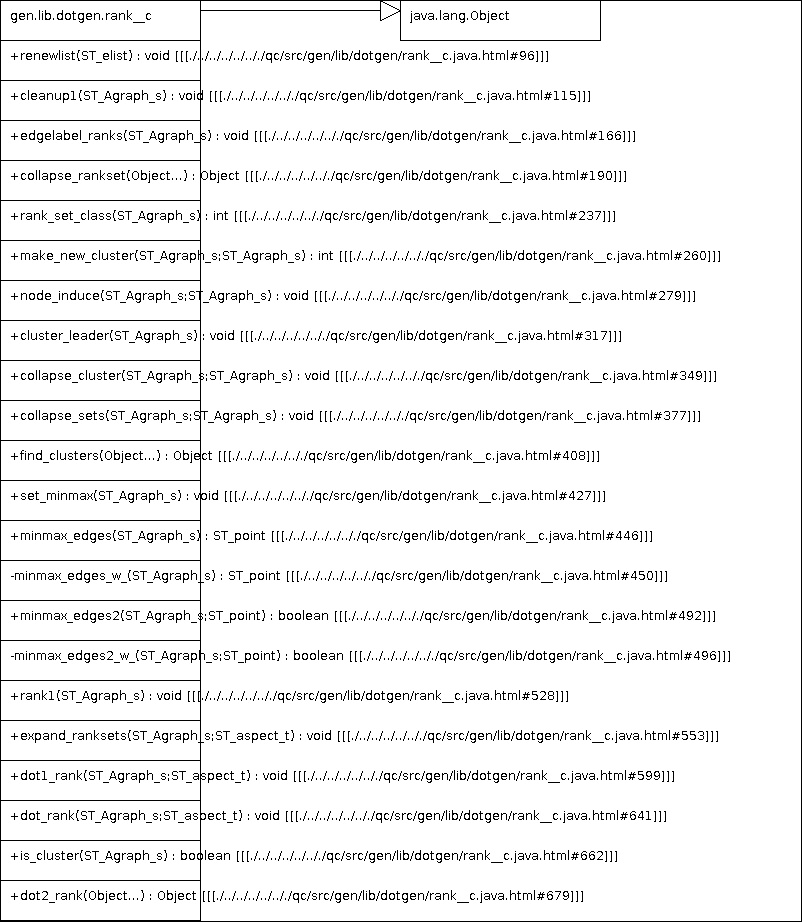 gen.lib.dotgen.rank__c
java.lang.Object
+renewlist(ST_elist) : void [[[./../../../../../../qc/src/gen/lib/dotgen/rank__c.java.html#96]]]
+cleanup1(ST_Agraph_s) : void [[[./../../../../../../qc/src/gen/lib/dotgen/rank__c.java.html#115]]]
+edgelabel_ranks(ST_Agraph_s) : void [[[./../../../../../../qc/src/gen/lib/dotgen/rank__c.java.html#166]]]
+collapse_rankset(Object...) : Object [[[./../../../../../../qc/src/gen/lib/dotgen/rank__c.java.html#190]]]
+rank_set_class(ST_Agraph_s) : int [[[./../../../../../../qc/src/gen/lib/dotgen/rank__c.java.html#237]]]
+make_new_cluster(ST_Agraph_s;ST_Agraph_s) : int [[[./../../../../../../qc/src/gen/lib/dotgen/rank__c.java.html#260]]]
+node_induce(ST_Agraph_s;ST_Agraph_s) : void [[[./../../../../../../qc/src/gen/lib/dotgen/rank__c.java.html#279]]]
+cluster_leader(ST_Agraph_s) : void [[[./../../../../../../qc/src/gen/lib/dotgen/rank__c.java.html#317]]]
+collapse_cluster(ST_Agraph_s;ST_Agraph_s) : void [[[./../../../../../../qc/src/gen/lib/dotgen/rank__c.java.html#349]]]
+collapse_sets(ST_Agraph_s;ST_Agraph_s) : void [[[./../../../../../../qc/src/gen/lib/dotgen/rank__c.java.html#377]]]
+find_clusters(Object...) : Object [[[./../../../../../../qc/src/gen/lib/dotgen/rank__c.java.html#408]]]
+set_minmax(ST_Agraph_s) : void [[[./../../../../../../qc/src/gen/lib/dotgen/rank__c.java.html#427]]]
+minmax_edges(ST_Agraph_s) : ST_point [[[./../../../../../../qc/src/gen/lib/dotgen/rank__c.java.html#446]]]
-minmax_edges_w_(ST_Agraph_s) : ST_point [[[./../../../../../../qc/src/gen/lib/dotgen/rank__c.java.html#450]]]
+minmax_edges2(ST_Agraph_s;ST_point) : boolean [[[./../../../../../../qc/src/gen/lib/dotgen/rank__c.java.html#492]]]
-minmax_edges2_w_(ST_Agraph_s;ST_point) : boolean [[[./../../../../../../qc/src/gen/lib/dotgen/rank__c.java.html#496]]]
+rank1(ST_Agraph_s) : void [[[./../../../../../../qc/src/gen/lib/dotgen/rank__c.java.html#528]]]
+expand_ranksets(ST_Agraph_s;ST_aspect_t) : void [[[./../../../../../../qc/src/gen/lib/dotgen/rank__c.java.html#553]]]
+dot1_rank(ST_Agraph_s;ST_aspect_t) : void [[[./../../../../../../qc/src/gen/lib/dotgen/rank__c.java.html#599]]]
+dot_rank(ST_Agraph_s;ST_aspect_t) : void [[[./../../../../../../qc/src/gen/lib/dotgen/rank__c.java.html#641]]]
+is_cluster(ST_Agraph_s) : boolean [[[./../../../../../../qc/src/gen/lib/dotgen/rank__c.java.html#662]]]
+dot2_rank(Object...) : Object [[[./../../../../../../qc/src/gen/lib/dotgen/rank__c.java.html#679]]]